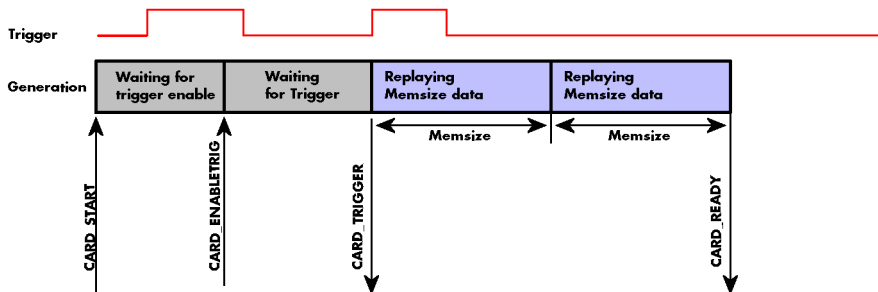 Trigger
Generation
Waiting for
trigger enable
Waiting
for Trigger
Replaying
Memsize data
Replaying
Memsize data
Memsize
Memsize
CARD_START
CARD_ENABLETRIG
CARD_TRIGGER
CARD_READY